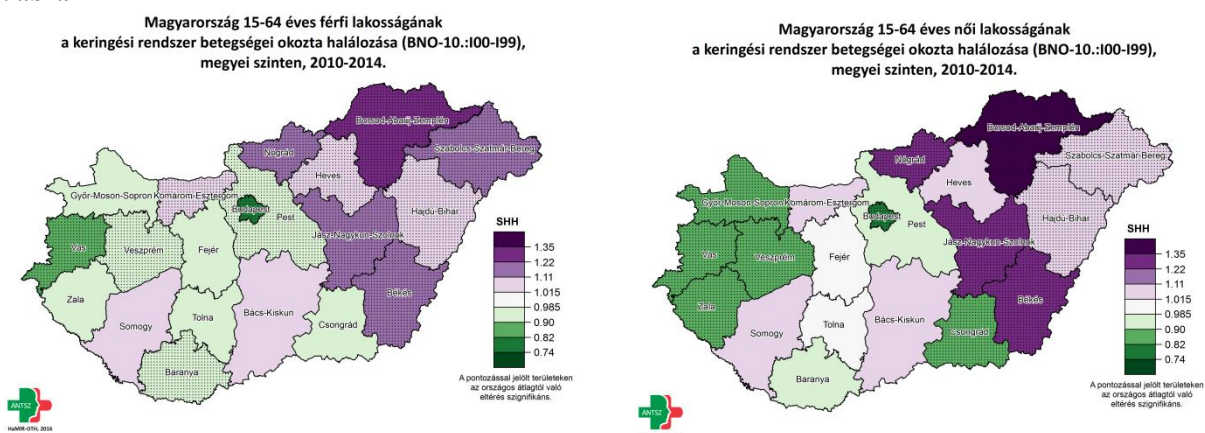 Magyarország 15-64 éves férfi lakosságának
a keringési rendszer betegségei okozta halálozása (BNO-10.:I00-I99),
megyei szinten, 2010-2014.
Borsod-Abaúj-Zemplén
Szabolcs-Szatmár-Bereg
Nógrád
Heves
Győr-Moson-Sopron
Komárom-Esztergom
Budapest
Pest
Hajdú-Bihar
Jász-Nagykun-Szolnok
Vas
Veszprém
Fejér
Békés
Zala
Somogy
Tolna
Bács-Kiskun
Csongrád
Baranya
SHH
1.35
1.22
1.11
1.015
0.985
0.90
0.82
0.74
A pontozással jelölt területeken
az országos átlagtól való
eltérés szignifikáns.
ÁNTSZ
HaMIR-OTH, 2016
Magyarország 15-64 éves női lakosságának
a keringési rendszer betegségei okozta halálozása (BNO-10.:I00-I99),
megyei szinten, 2010-2014.
Borsod-Abaúj-Zemplén
Szabolcs-Szatmár-Bereg
Nógrád
Heves
Győr-Moson-Sopron
Komárom-Esztergom
Budapest
Pest
Hajdú-Bihar
Jász-Nagykun-Szolnok
Vas
Veszprém
Fejér
Békés
Zala
Somogy
Tolna
Bács-Kiskun
Csongrád
Baranya
SHH
1.35
1.22
1.11
1.015
0.985
0.90
0.82
0.74
A pontozással jelölt területeken
az országos átlagtól való
eltérés szignifikáns.
ÁNTSZ